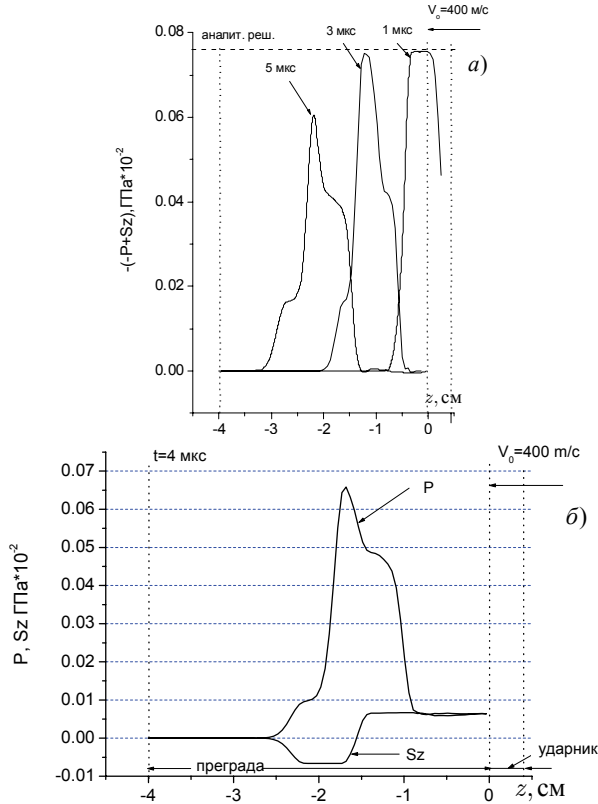 V₀=400 м/с
аналит. реш.
3 мкс
1 мкс
а)
5 мкс
-(-P+Sz),ГПа*10⁻²
0.08
0.06
0.04
0.02
0.00
z, см
-4 -3 -2 -1 0
t=4 мкс
V₀=400 m/c
P
б)
P, Sz ГПа*10⁻²
0.07
0.06
0.05
0.04
0.03
0.02
0.01
0.00
-0.01
Sz
ударник
преграда
-4 -3 -2 -1 0
z, см